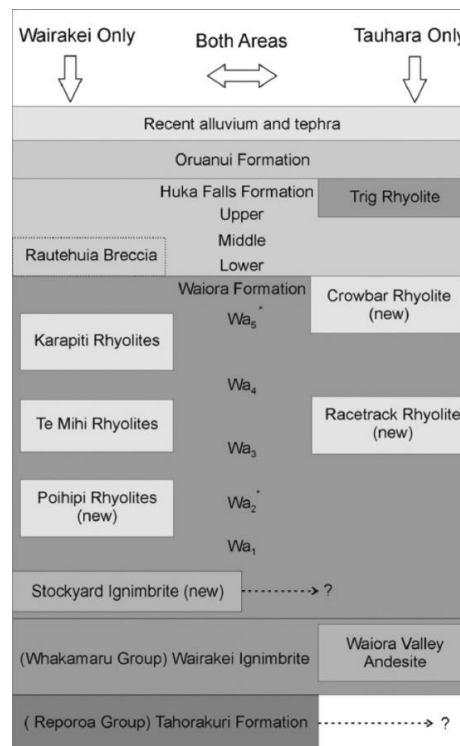 Wairakei Only
Both Areas
Tauhara Only
Recent alluvium and tephra
Oruanui Formation
Huka Falls Formation
Trig Rhyolite
Upper
Middle
Rautehuia Breccia
Lower
Waiora Formation
Crowbar Rhyolite
(new)
Wa5*
Karapiti Rhyolites
Wa4
Te Mihi Rhyolites
Racetrack Rhyolite
(new)
Wa3
Poihipi Rhyolites
(new)
Wa2*
Wa1
Stockyard Ignimbrite (new)
?
(Whakamaru Group) Wairakei Ignimbrite
Waiora Valley
Andesite
( Reporoa Group) Tahorakuri Formation
?